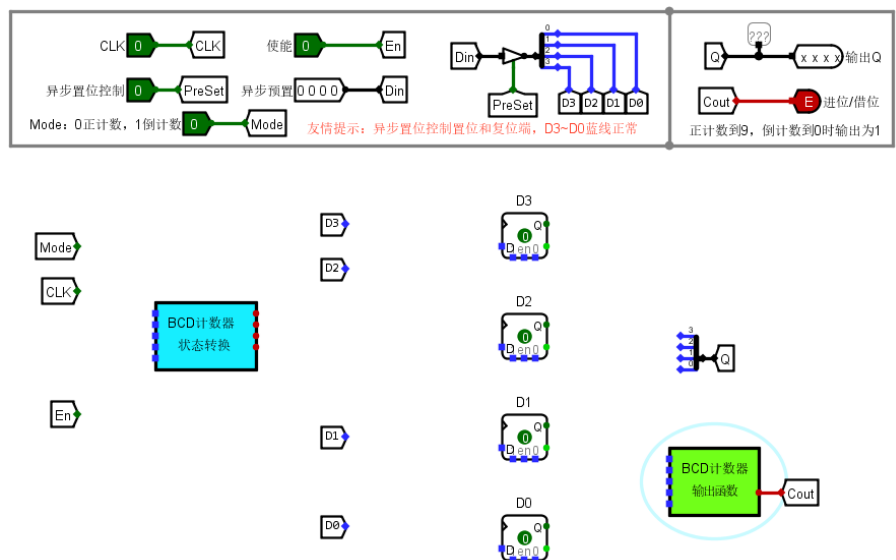 CLK 0 CLK 使能 0 En Din 0 1 2 3 Q ??? x x x x 输出Q
异步置位控制 0 PreSet 异步预置 0 0 0 0 Din PreSet D3 D2 D1 D0 Cout E 进位/借位
Mode：0正计数，1倒计数 0 Mode 友情提示：异步置位控制置位和复位端，D3~D0蓝线正常 正计数到9，倒计数到0时输出为1
D3
D3 Q 0 D en 0
Mode
D2
CLK
D2
BCD计数器
状态转换
Q 0 D en 0
3 2 1 0 Q
D1
En
D1 Q 0 D en 0
BCD计数器
输出函数 Cout
D0
D0 Q 0 D en 0